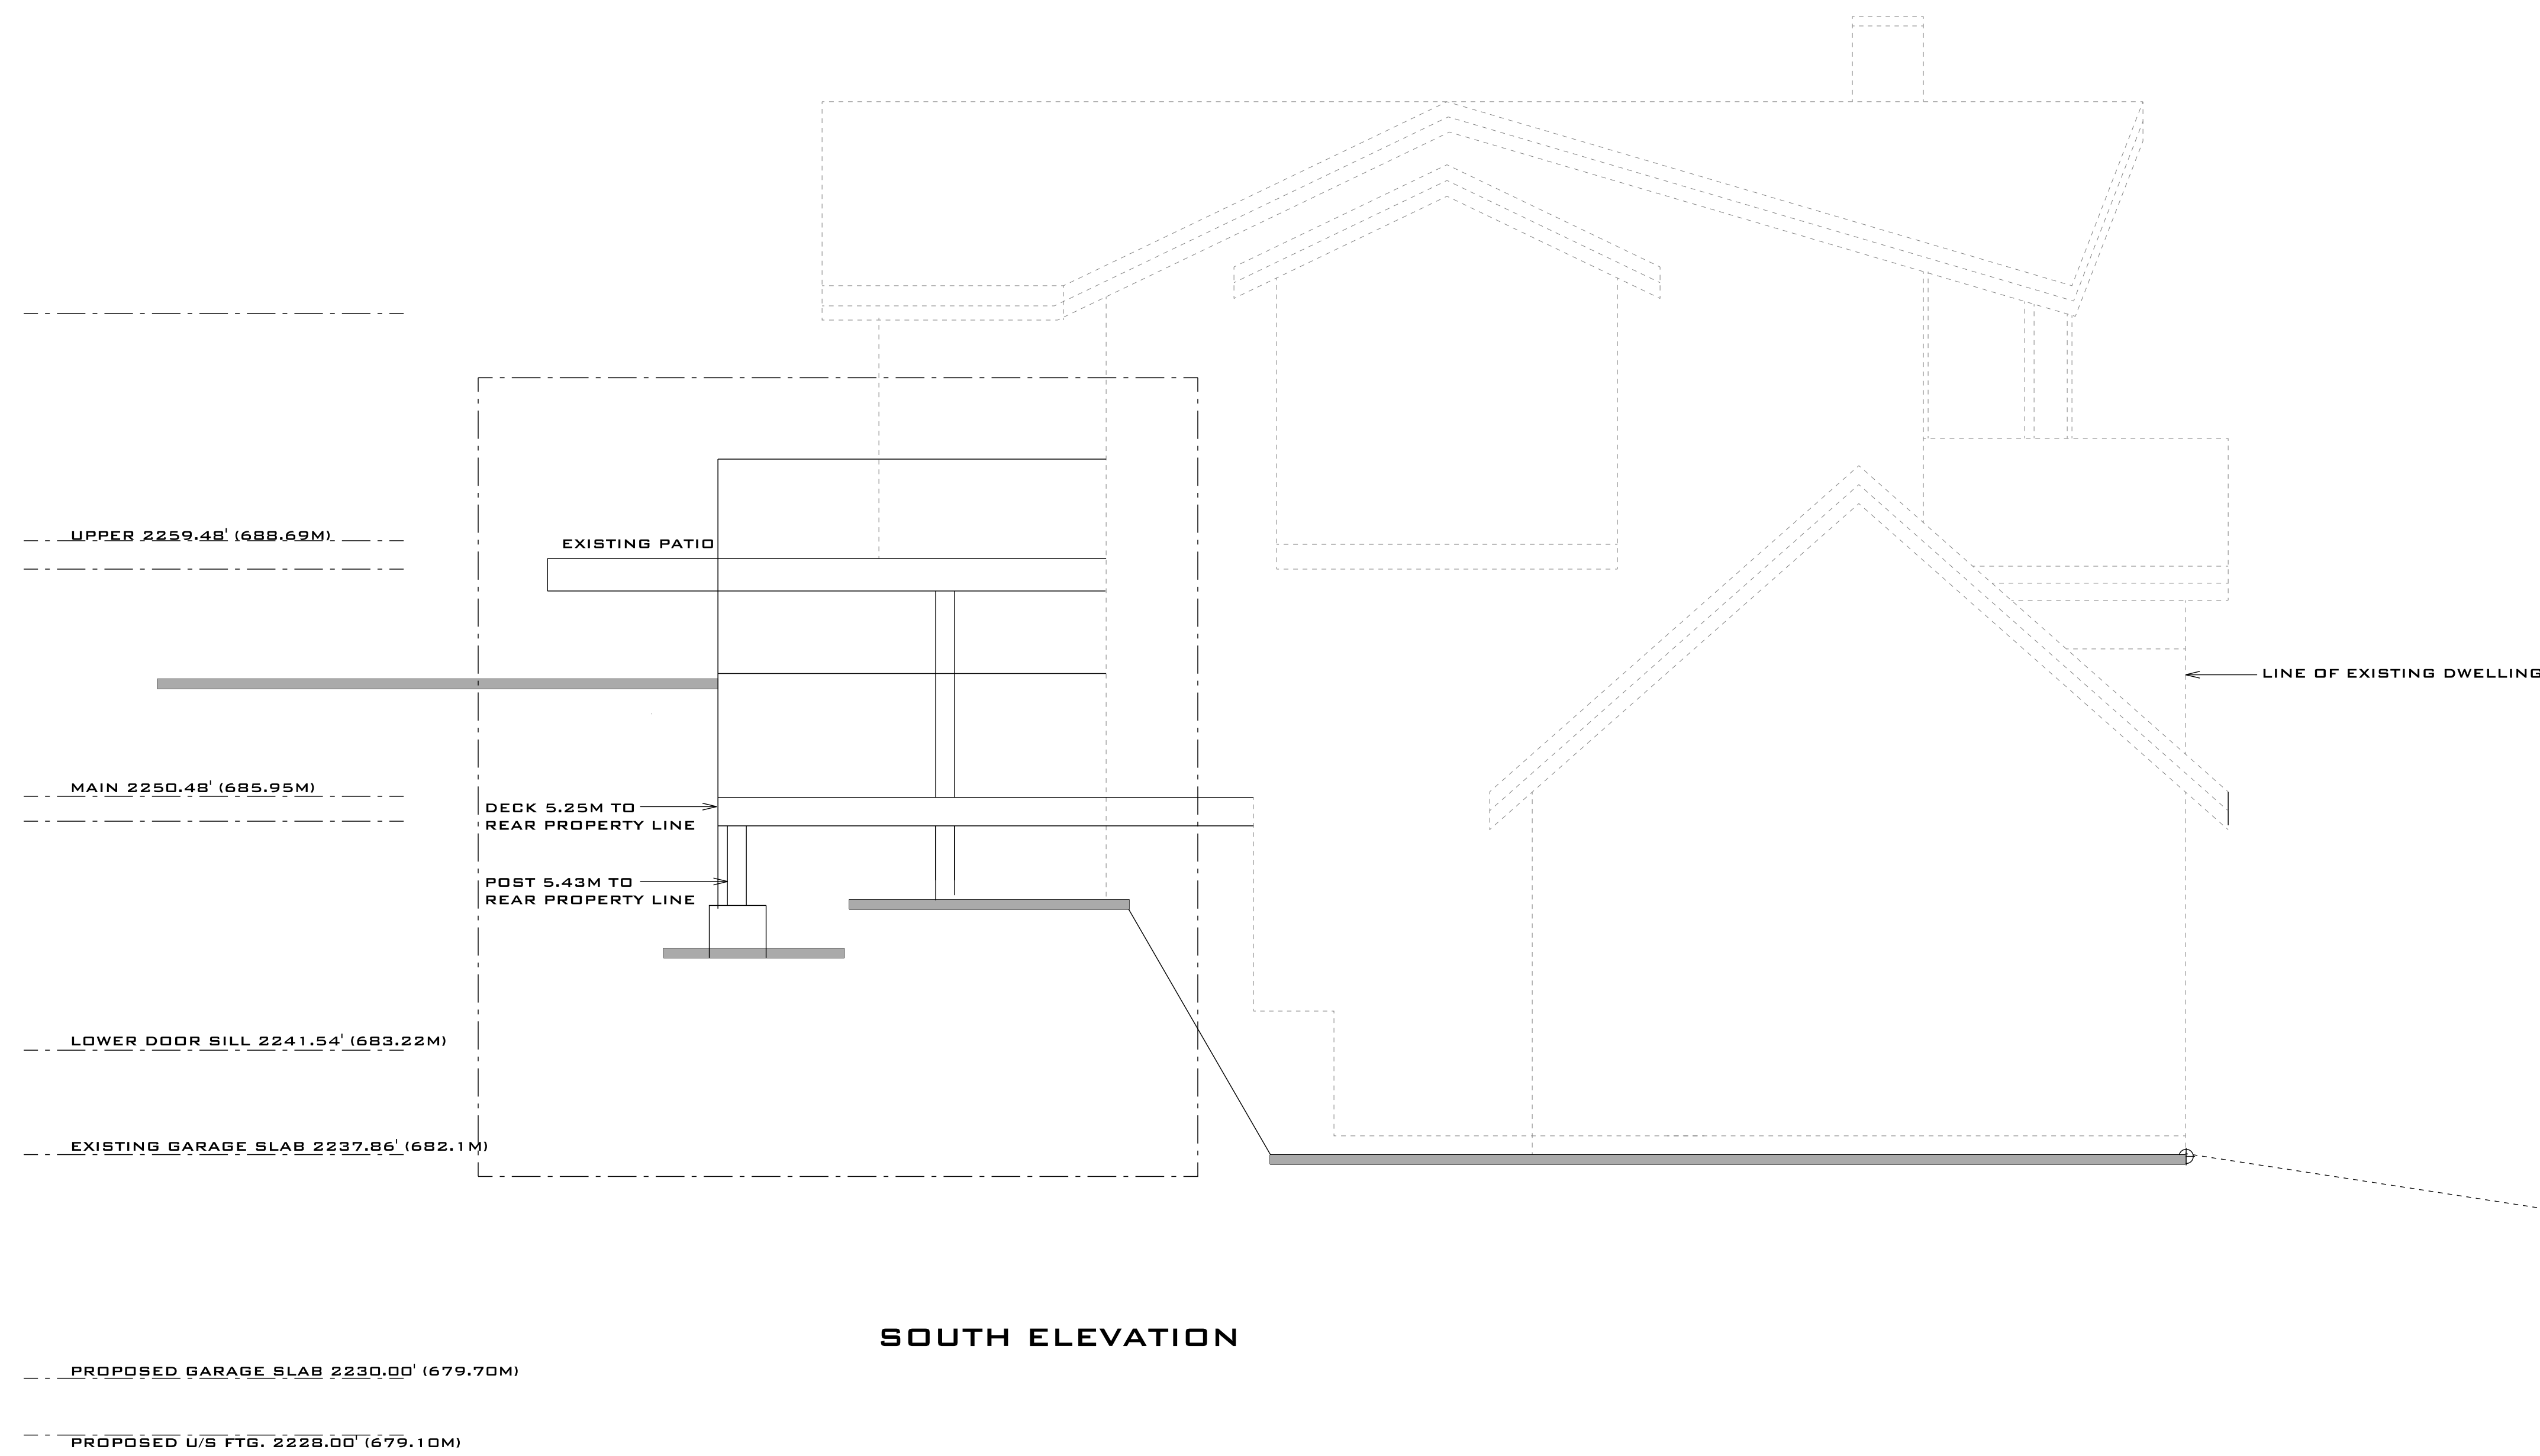 UPPER 2259.48' (688.69M)
EXISTING PATIO
LINE OF EXISTING DWELLING
MAIN 2250.48' (685.95M)
DECK 5.25M TO
REAR PROPERTY LINE
POST 5.43M TO
REAR PROPERTY LINE
LOWER DOOR SILL 2241.54' (683.22M)
EXISTING GARAGE SLAB 2237.86' (682.1M)
SOUTH ELEVATION
PROPOSED GARAGE SLAB 2230.00' (679.70M)
PROPOSED U/S FTG. 2228.00' (679.10M)